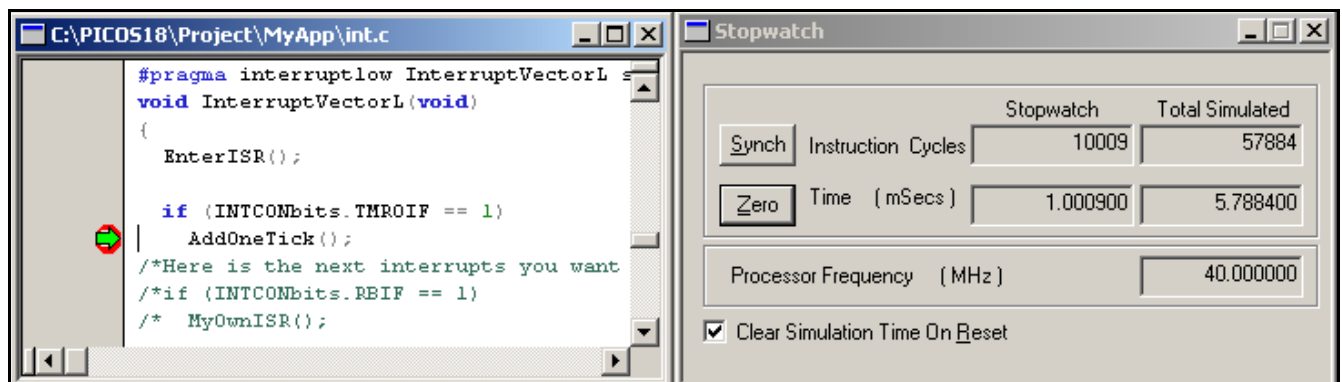 C:\PICOS18\Project\MyApp\int.c
#pragma interruptlow InterruptVectorL s
void InterruptVectorL(void)
{
EnterISR();
if (INTCONbits.TMR0IF == 1)
AddOneTick();
/*Here is the next interrupts you want
/*if (INTCONbits.RBIF == 1)
/* MyOwnISR();
Stopwatch
Stopwatch Total Simulated
Synch Instruction Cycles 10009 57884
Zero Time (mSecs) 1.000900 5.788400
Processor Frequency (MHz) 40.000000
Clear Simulation Time On Reset